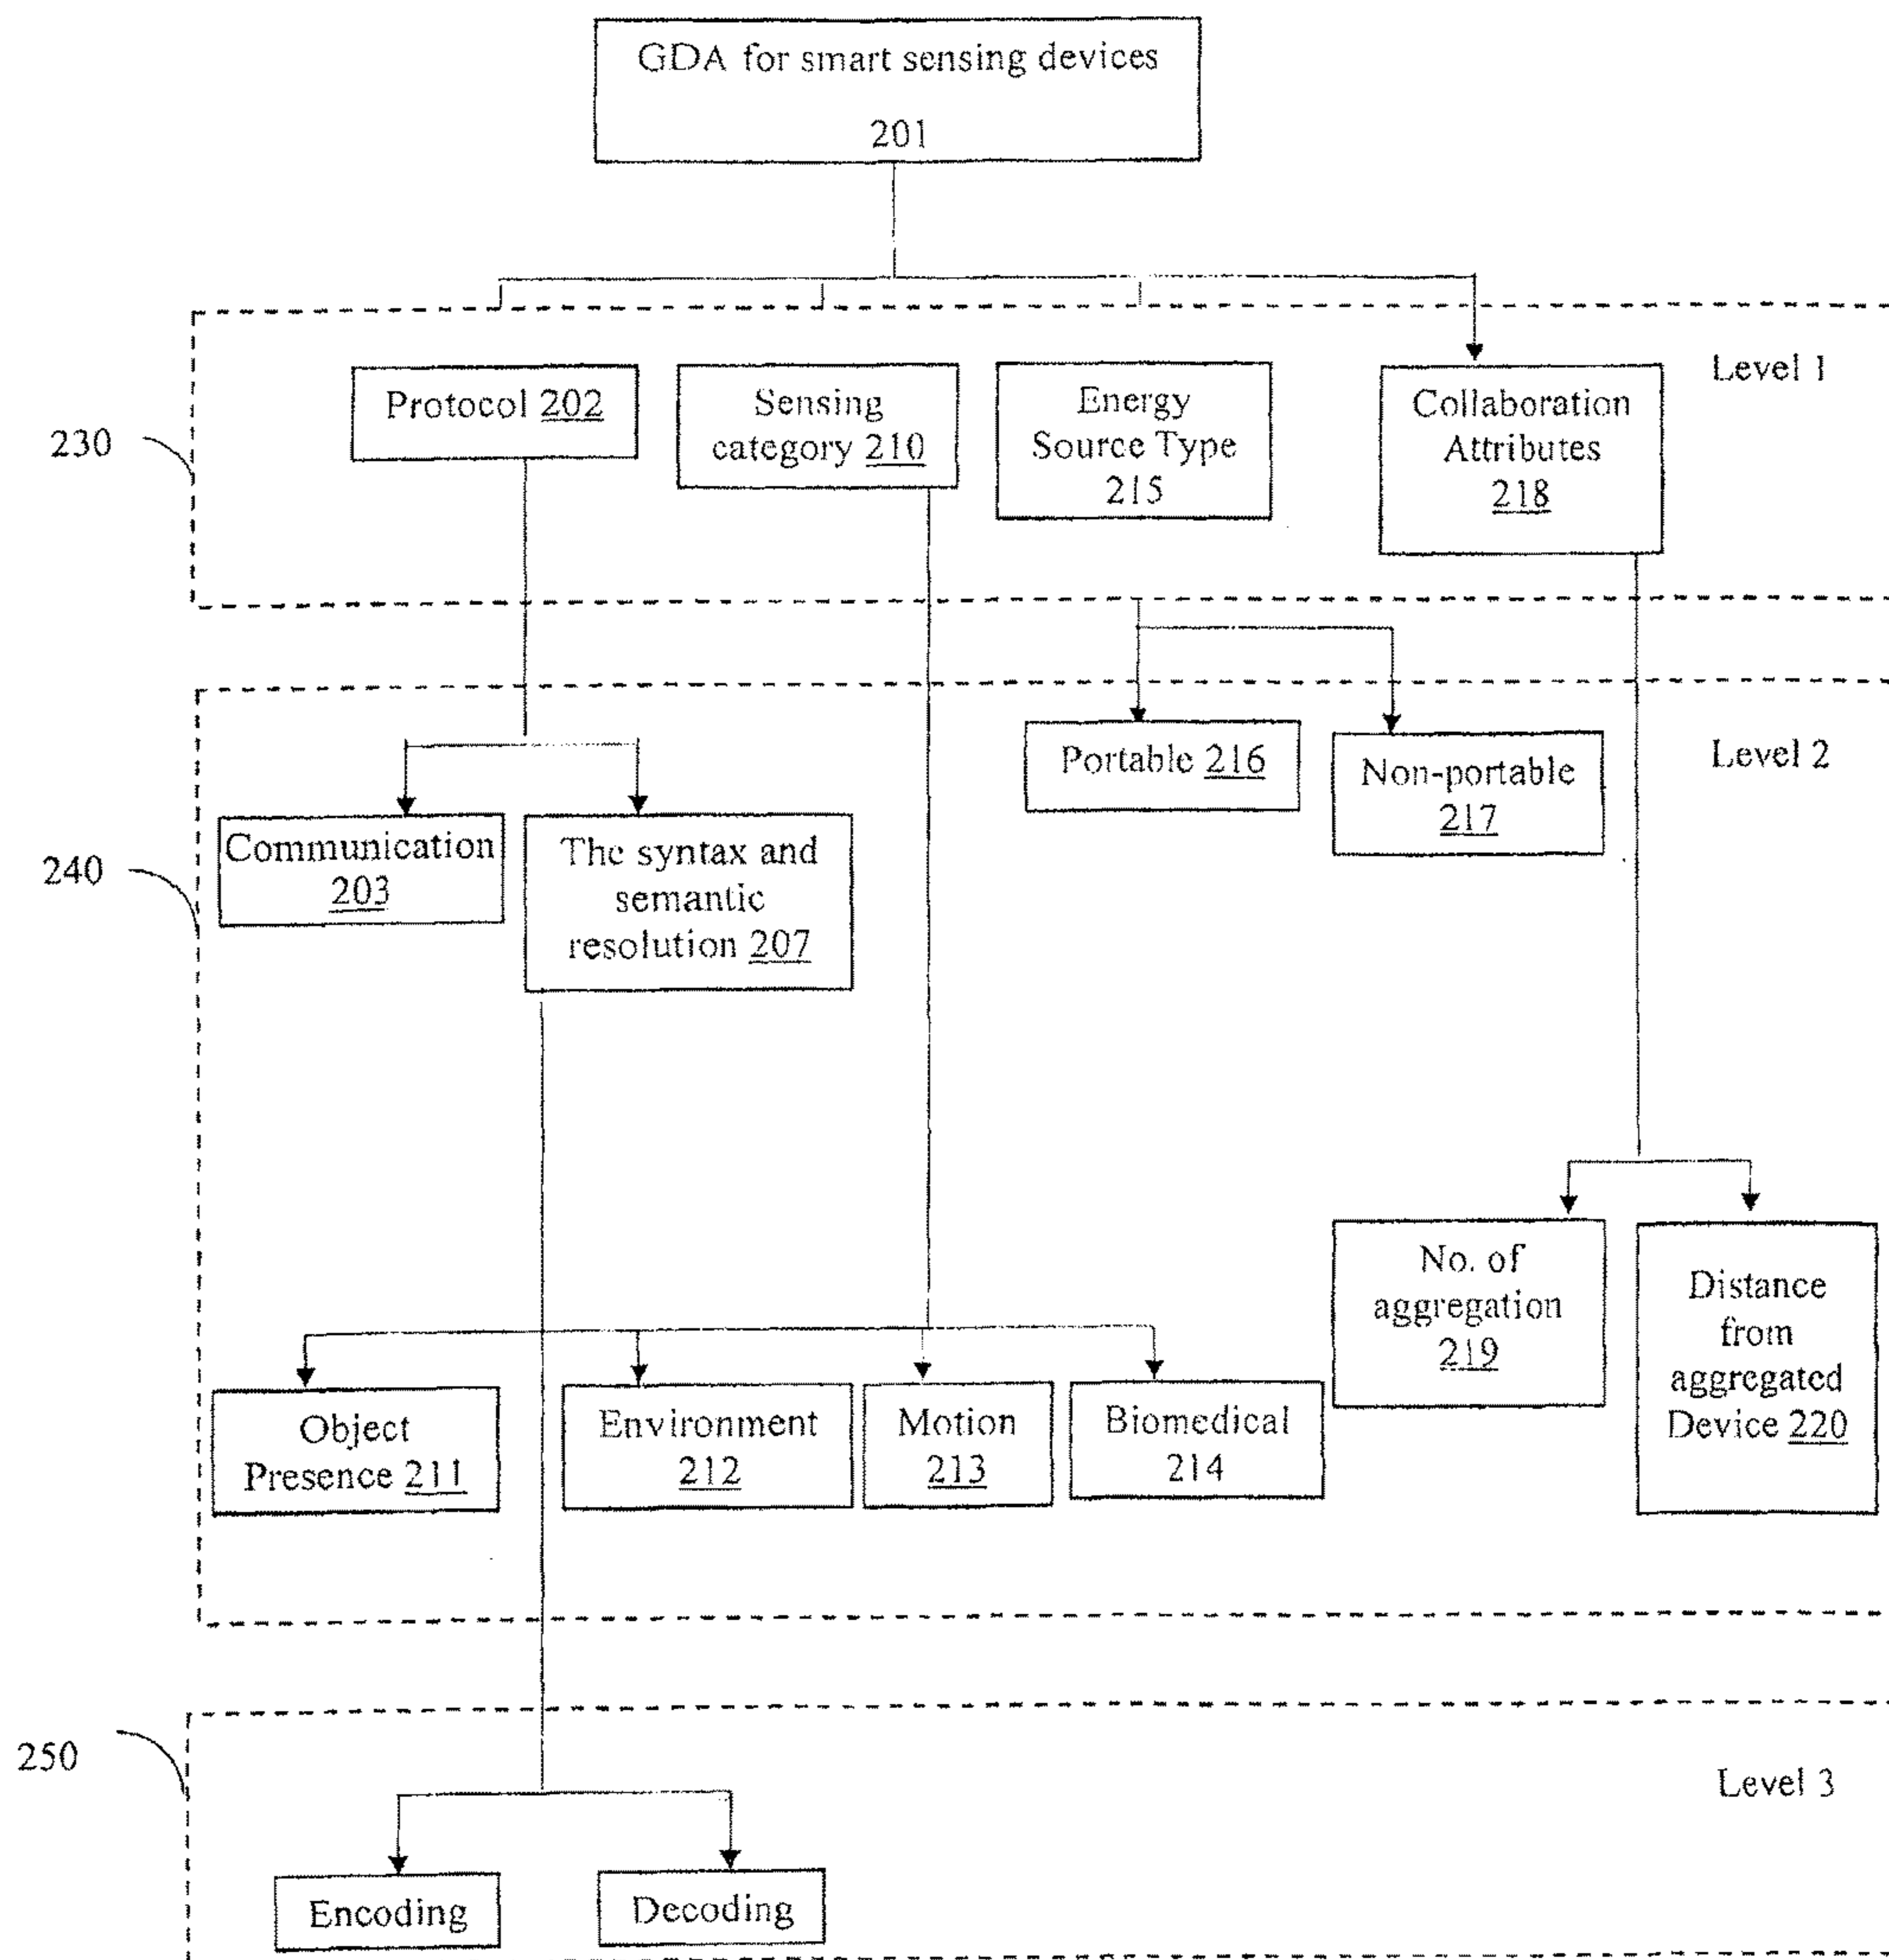 GDA for smart sensing devices
201
Level 1
230
Protocol 202
Sensing
category 210
Energy
Source Type
215
Collaboration
Attributes
218
Level 2
240
Portable 216
Non-portable
217
Communication
203
The syntax and
semantic
resolution 207
No. of
aggregation
219
Distance
from
aggregated
Device 220
Object
Presence 211
Environment
212
Motion
213
Biomedical
214
250
Level 3
Encoding
Decoding